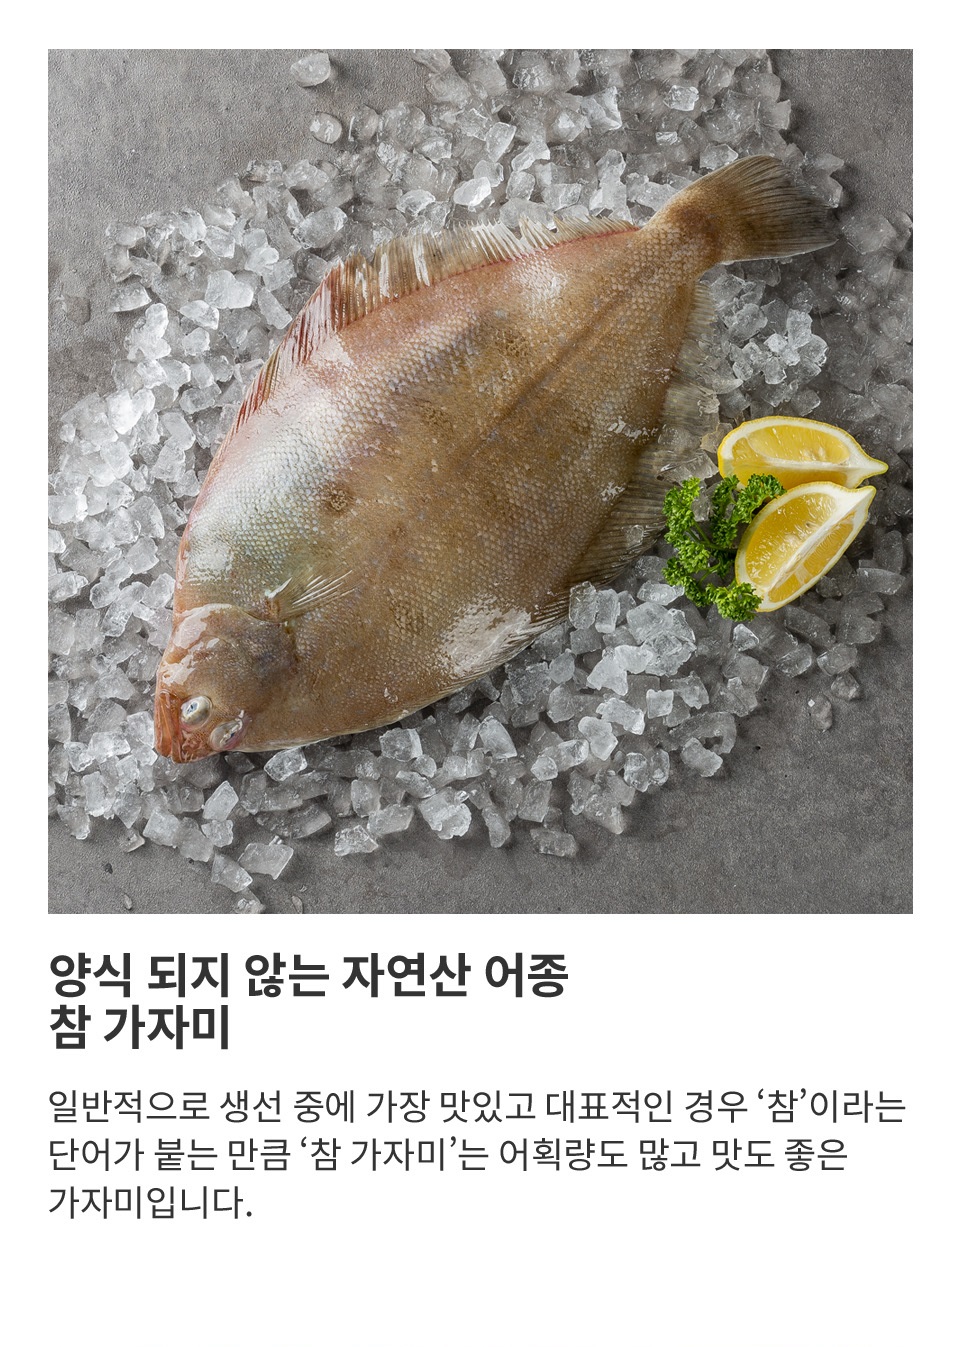 양식 되지 않는 자연산 어종
참 가자미
일반적으로 생선 중에 가장 맛있고 대표적인 경우 ‘참’이라는
단어가 붙는 만큼 ‘참 가자미’는 어획량도 많고 맛도 좋은
가자미입니다.